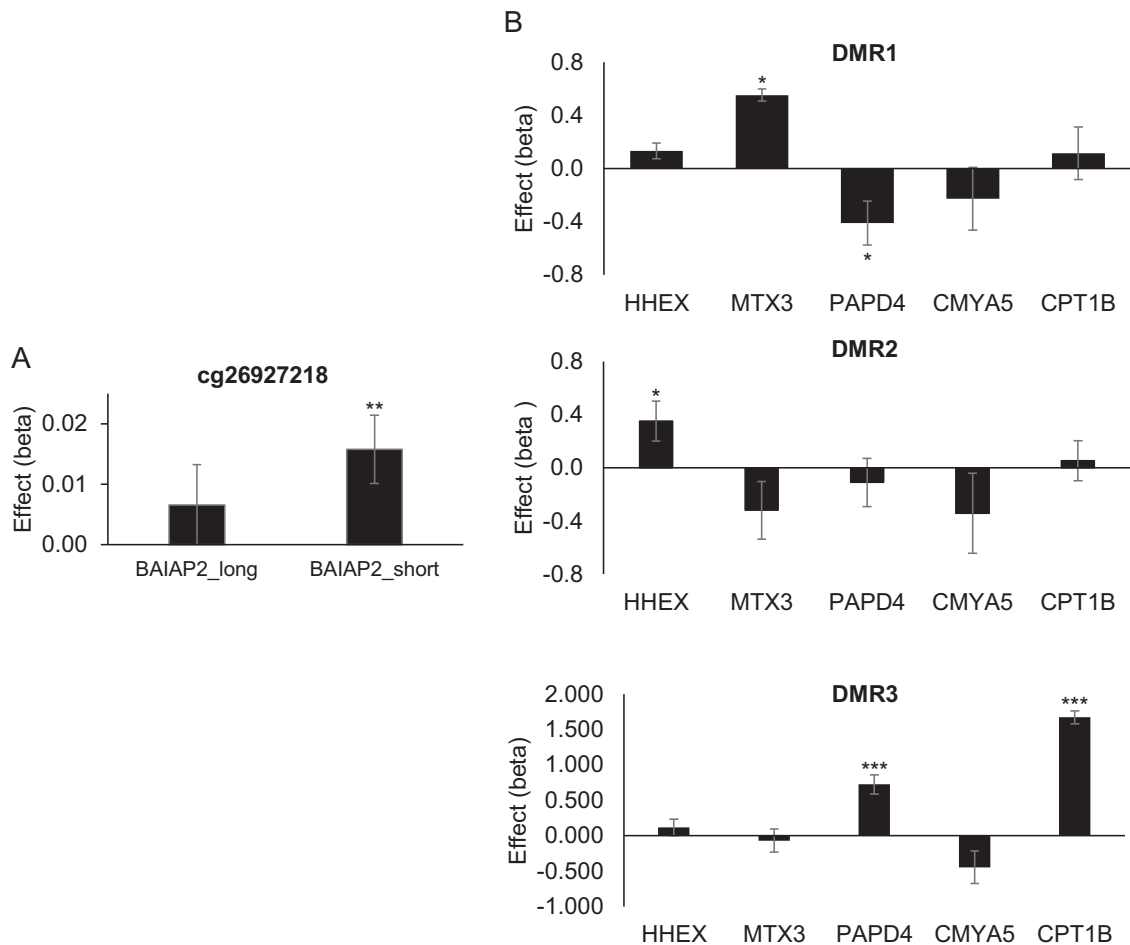 A
cg26927218
**
0.02
0.01
0.00
Effect (beta)
BAIAP2_long BAIAP2_short
B
DMR1
0.8
0.4
0.0
-0.4
-0.8
Effect (beta)
*
*
HHEX MTX3 PAPD4 CMYA5 CPT1B
DMR2
0.8
0.4
0.0
-0.4
-0.8
Effect (beta )
*
HHEX MTX3 PAPD4 CMYA5 CPT1B
DMR3
2.000
1.500
1.000
0.500
0.000
-0.500
-1.000
Effect (beta)
***
***
HHEX MTX3 PAPD4 CMYA5 CPT1B